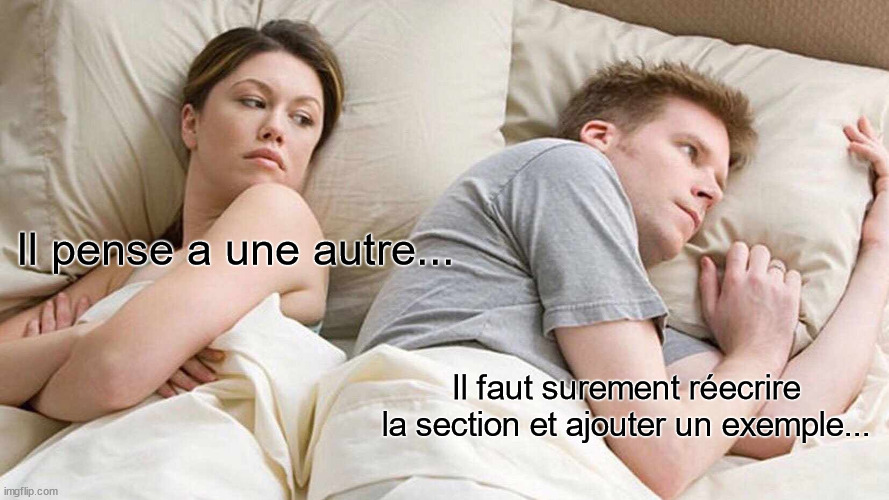 Il pense a une autre...
Il faut surement réecrire
la section et ajouter un exemple...
imgflip.com